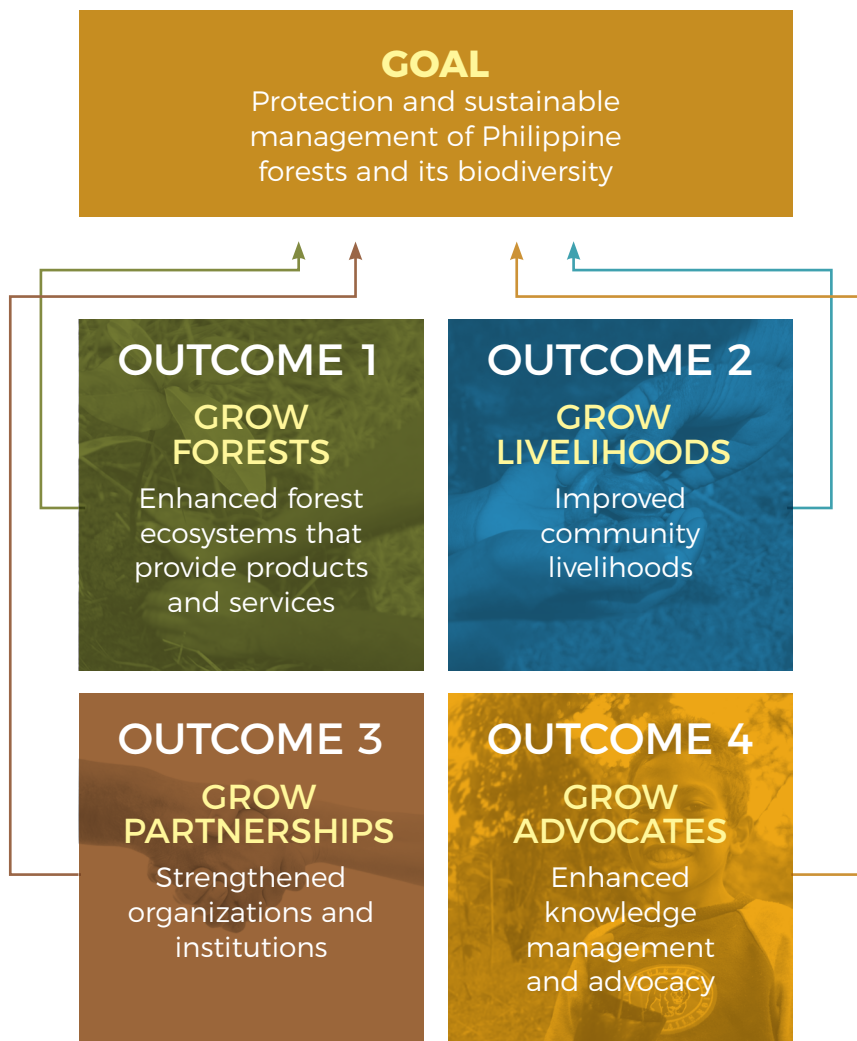 GOAL
Protection and sustainable
management of Philippine
forests and its biodiversity
OUTCOME 1
GROW
FORESTS
Enhanced forest
ecosystems that
provide products
and services
OUTCOME 2
GROW
LIVELIHOODS
Improved
community
livelihoods
OUTCOME 3
GROW
PARTNERSHIPS
Strengthened
organizations and
institutions
OUTCOME 4
GROW
ADVOCATES
Enhanced
knowledge
management
and advocacy